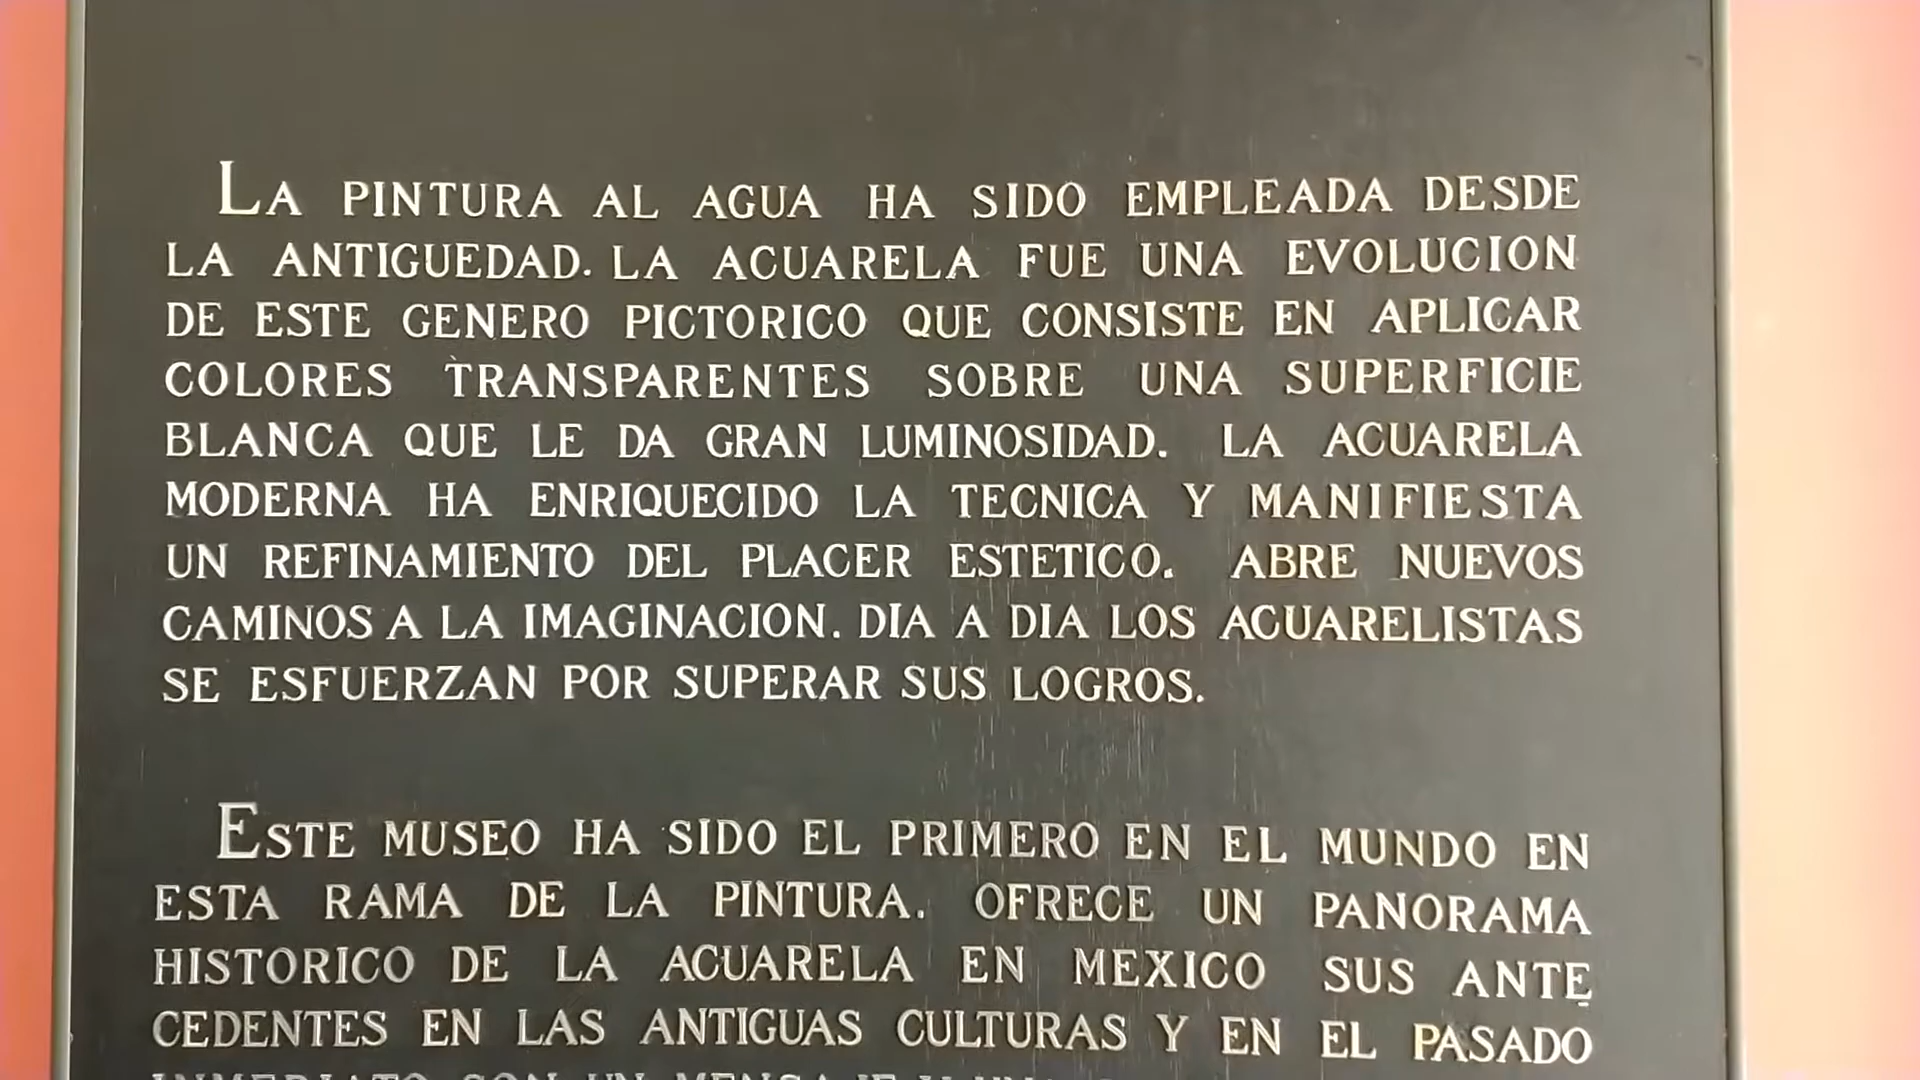 LA PINTURA AL AGUA HA SIDO EMPLEADA DESDE
LA ANTIGUEDAD. LA ACUARELA FUE UNA EVOLUCION
DE ESTE GENERO PICTORICO QUE CONSISTE EN APLICAR
COLORES TRANSPARENTES SOBRE UNA SUPERFICIE
BLANCA QUE LE DA GRAN LUMINOSIDAD. LA ACUARELA
MODERNA HA ENRIQUECIDO LA TECNICA Y MANIFIESTA
UN REFINAMIENTO DEL PLACER ESTETICO. ABRE NUEVOS
CAMINOS A LA IMAGINACION. DIA A DIA LOS ACUARELISTAS
SE ESFUERZAN POR SUPERAR SUS LOGROS.
ESTE MUSEO HA SIDO EL PRIMERO EN EL MUNDO EN
ESTA RAMA DE LA PINTURA. OFRECE UN PANORAMA
HISTORICO DE LA ACUARELA EN MEXICO SUS ANTE
CEDENTES EN LAS ANTIGUAS CULTURAS Y EN EL PASADO